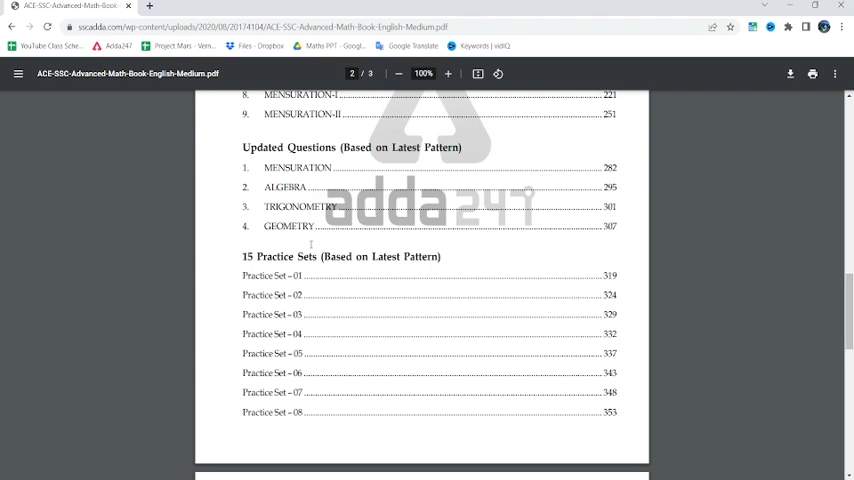 ACE-SSC-Advanced-Math-Book-E
sscadda.com/wp-content/uploads/2020/08/20174104/ACE-SSC-Advanced-Math-Book-English-Medium.pdf
YouTube Class Sche... Adda247 Project Mars - Vern... Files - Dropbox Maths PPT - Googl... Google Translate Keywords | vidIQ
ACE-SSC-Advanced-Math-Book-English-Medium.pdf 2 / 3 100%
8. MENSURATION-I 221
9. MENSURATION-II 251
Updated Questions (Based on Latest Pattern)
1. MENSURATION 282
2. ALGEBRA 295
3. TRIGONOMETRY 301
adda247
4. GEOMETRY 307
15 Practice Sets (Based on Latest Pattern)
Practice Set – 01 319
Practice Set – 02 324
Practice Set – 03 329
Practice Set – 04 332
Practice Set – 05 337
Practice Set – 06 343
Practice Set – 07 348
Practice Set – 08 353